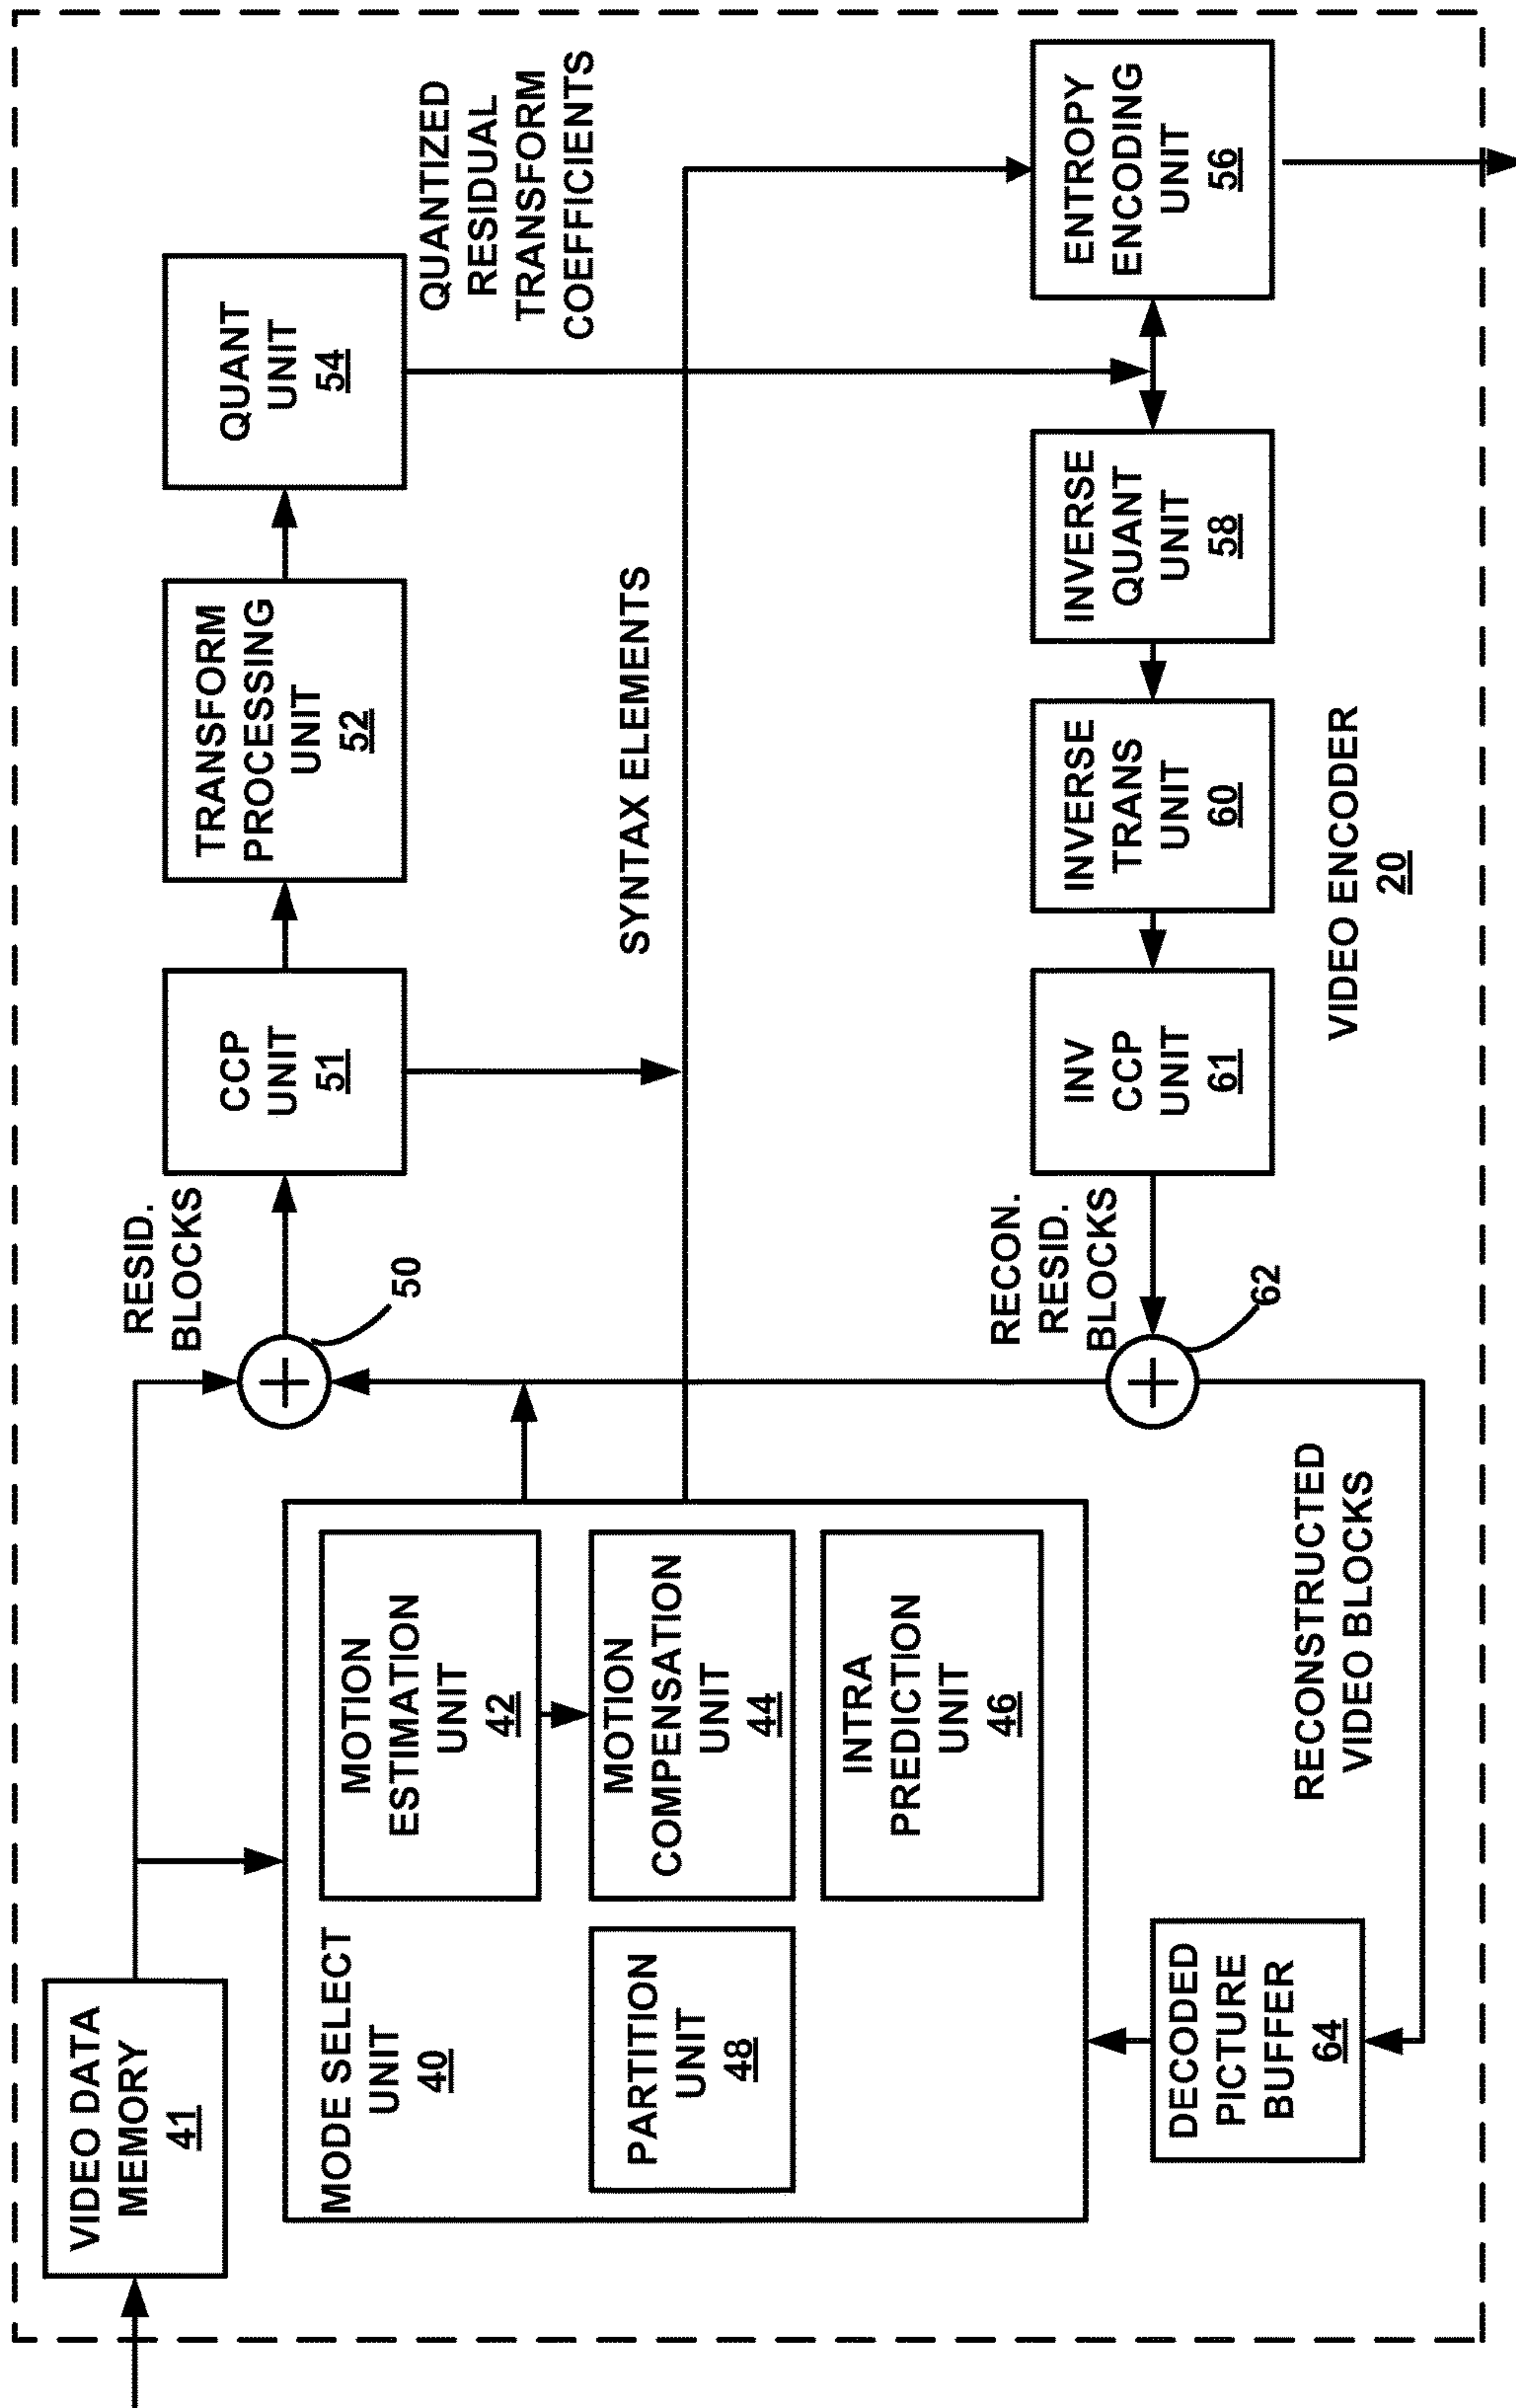 VIDEO DATA
MEMORY
41
MODE SELECT
UNIT
40
PARTITION
UNIT
48
MOTION
ESTIMATION
UNIT
42
MOTION
COMPENSATION
UNIT
44
INTRA
PREDICTION
UNIT
46
DECODED
PICTURE
BUFFER
64
RECONSTRUCTED
VIDEO BLOCKS
RESID.
BLOCKS
50
CCP
UNIT
51
TRANSFORM
PROCESSING
UNIT
52
QUANT
UNIT
54
QUANTIZED
RESIDUAL
TRANSFORM
COEFFICIENTS
SYNTAX ELEMENTS
RECON.
RESID.
BLOCKS
62
INV
CCP
UNIT
61
INVERSE
TRANS
UNIT
60
INVERSE
QUANT
UNIT
58
ENTROPY
ENCODING
UNIT
56
VIDEO ENCODER
20